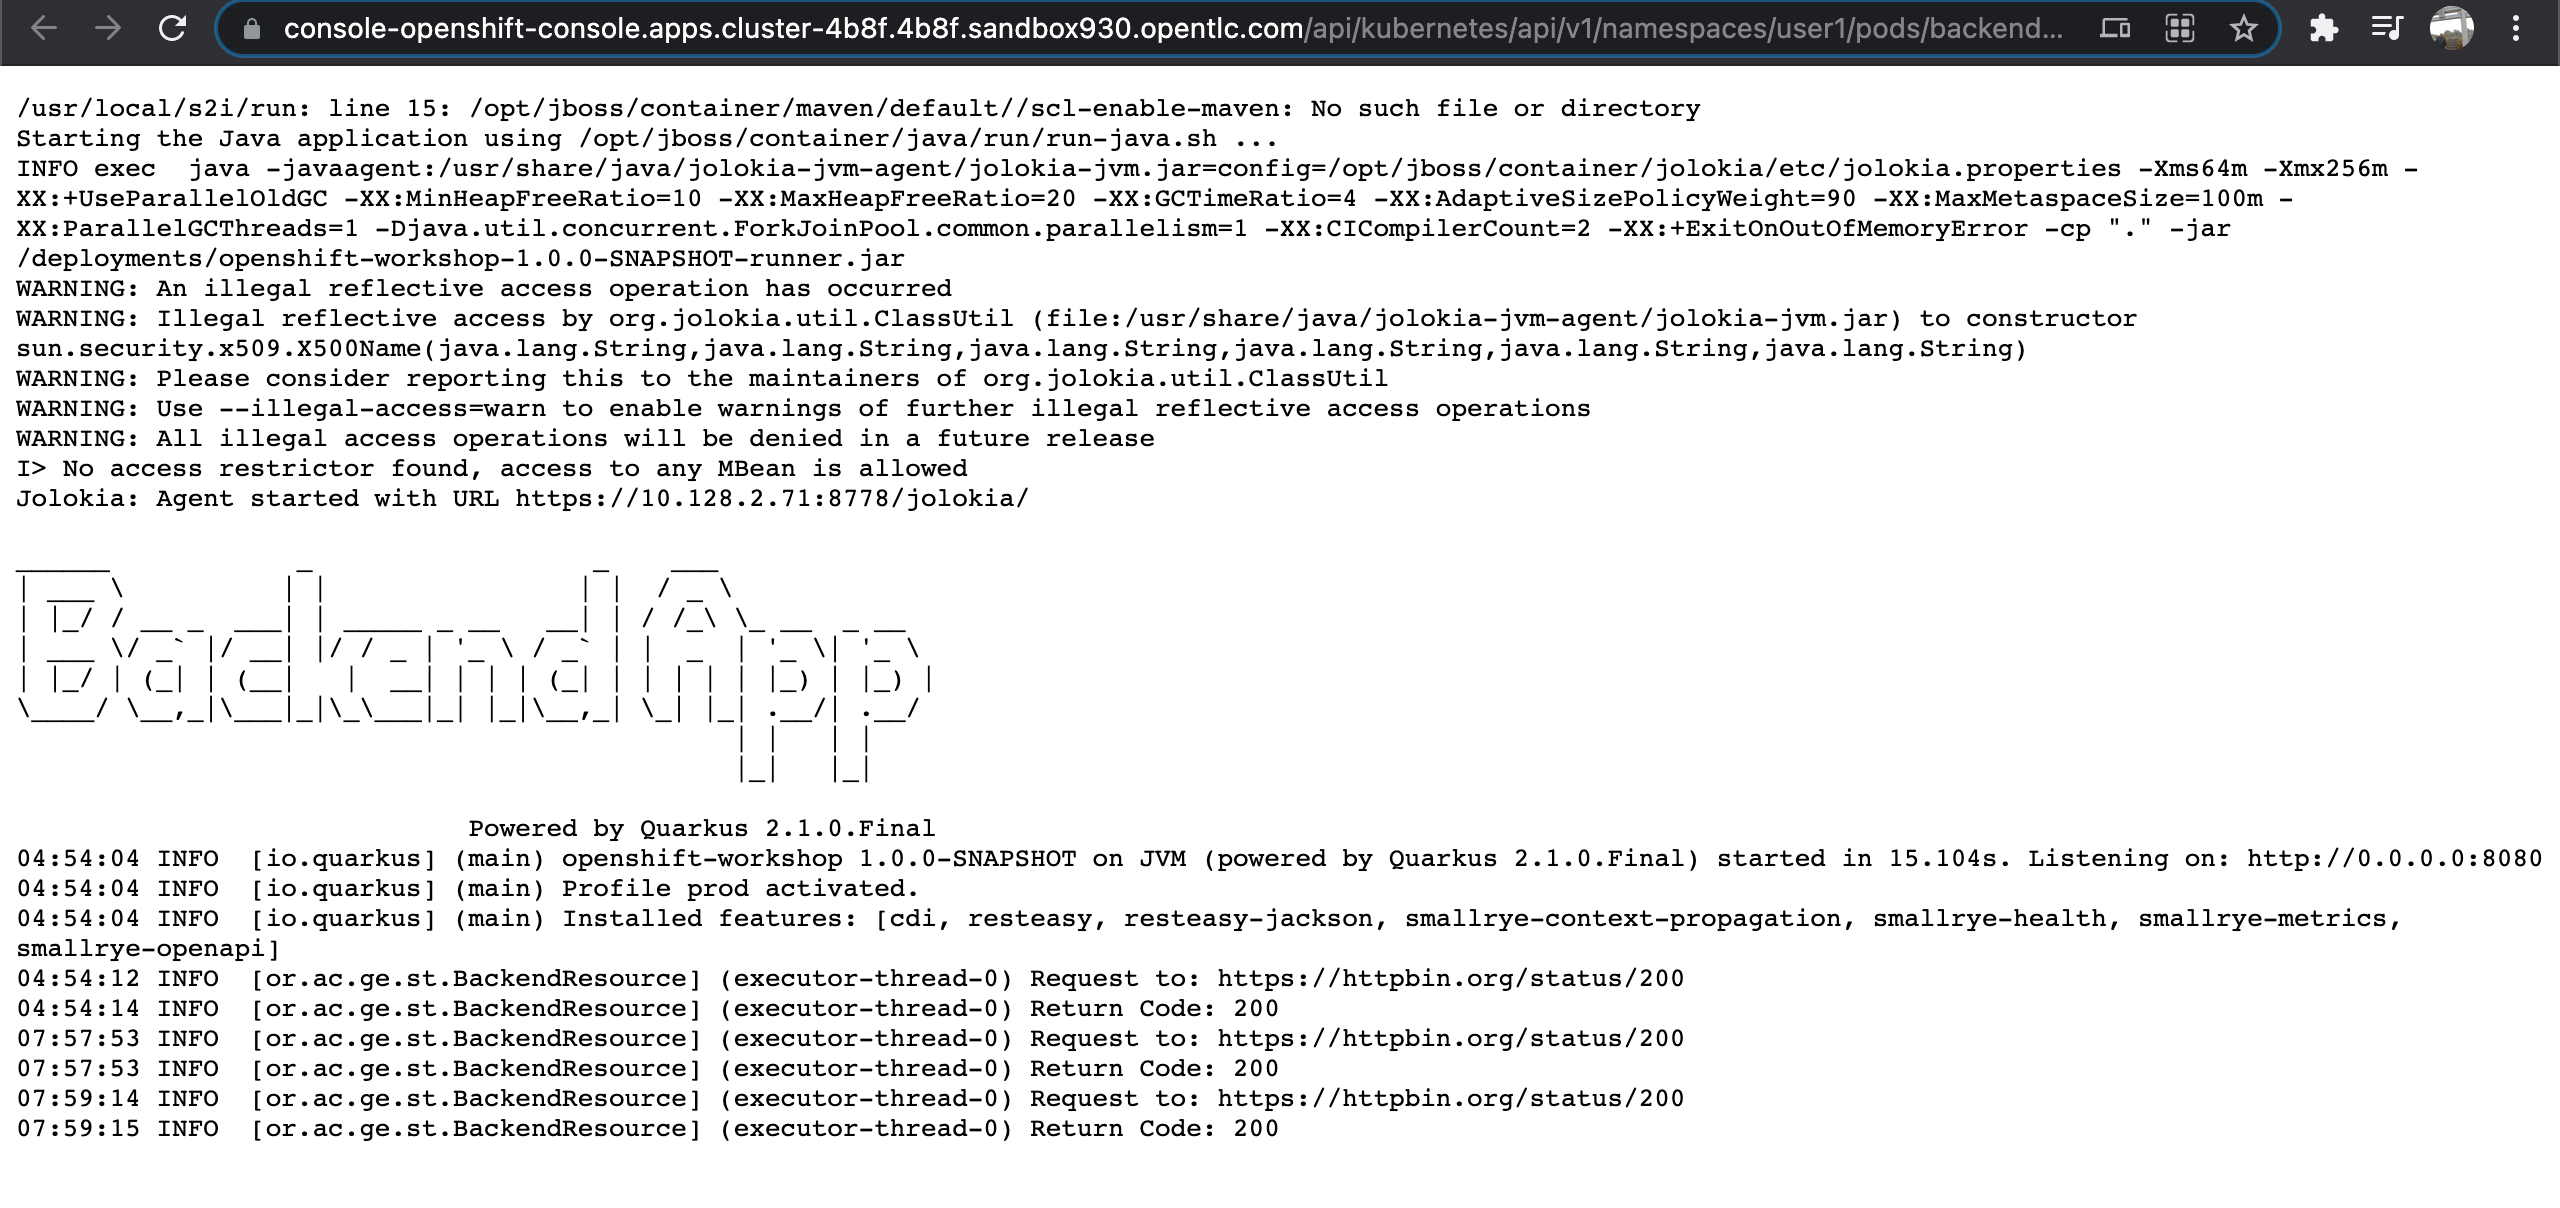 console-openshift-console.apps.cluster-4b8f.4b8f.sandbox930.opentlc.com/api/kubernetes/api/v1/namespaces/user1/pods/backend...
/usr/local/s2i/run: line 15: /opt/jboss/container/maven/default//scl-enable-maven: No such file or directory
Starting the Java application using /opt/jboss/container/java/run/run-java.sh ...
INFO exec  java -javaagent:/usr/share/java/jolokia-jvm-agent/jolokia-jvm.jar=config=/opt/jboss/container/jolokia/etc/jolokia.properties -Xms64m -Xmx256m -
XX:+UseParallelOldGC -XX:MinHeapFreeRatio=10 -XX:MaxHeapFreeRatio=20 -XX:GCTimeRatio=4 -XX:AdaptiveSizePolicyWeight=90 -XX:MaxMetaspaceSize=100m -
XX:ParallelGCThreads=1 -Djava.util.concurrent.ForkJoinPool.common.parallelism=1 -XX:CICompilerCount=2 -XX:+ExitOnOutOfMemoryError -cp "." -jar
/deployments/openshift-workshop-1.0.0-SNAPSHOT-runner.jar
WARNING: An illegal reflective access operation has occurred
WARNING: Illegal reflective access by org.jolokia.util.ClassUtil (file:/usr/share/java/jolokia-jvm-agent/jolokia-jvm.jar) to constructor
sun.security.x509.X500Name(java.lang.String,java.lang.String,java.lang.String,java.lang.String,java.lang.String,java.lang.String)
WARNING: Please consider reporting this to the maintainers of org.jolokia.util.ClassUtil
WARNING: Use --illegal-access=warn to enable warnings of further illegal reflective access operations
WARNING: All illegal access operations will be denied in a future release
I> No access restrictor found, access to any MBean is allowed
Jolokia: Agent started with URL https://10.128.2.71:8778/jolokia/
Backend App
Powered by Quarkus 2.1.0.Final
04:54:04 INFO  [io.quarkus] (main) openshift-workshop 1.0.0-SNAPSHOT on JVM (powered by Quarkus 2.1.0.Final) started in 15.104s. Listening on: http://0.0.0.0:8080
04:54:04 INFO  [io.quarkus] (main) Profile prod activated.
04:54:04 INFO  [io.quarkus] (main) Installed features: [cdi, resteasy, resteasy-jackson, smallrye-context-propagation, smallrye-health, smallrye-metrics,
smallrye-openapi]
04:54:12 INFO  [or.ac.ge.st.BackendResource] (executor-thread-0) Request to: https://httpbin.org/status/200
04:54:14 INFO  [or.ac.ge.st.BackendResource] (executor-thread-0) Return Code: 200
07:57:53 INFO  [or.ac.ge.st.BackendResource] (executor-thread-0) Request to: https://httpbin.org/status/200
07:57:53 INFO  [or.ac.ge.st.BackendResource] (executor-thread-0) Return Code: 200
07:59:14 INFO  [or.ac.ge.st.BackendResource] (executor-thread-0) Request to: https://httpbin.org/status/200
07:59:15 INFO  [or.ac.ge.st.BackendResource] (executor-thread-0) Return Code: 200